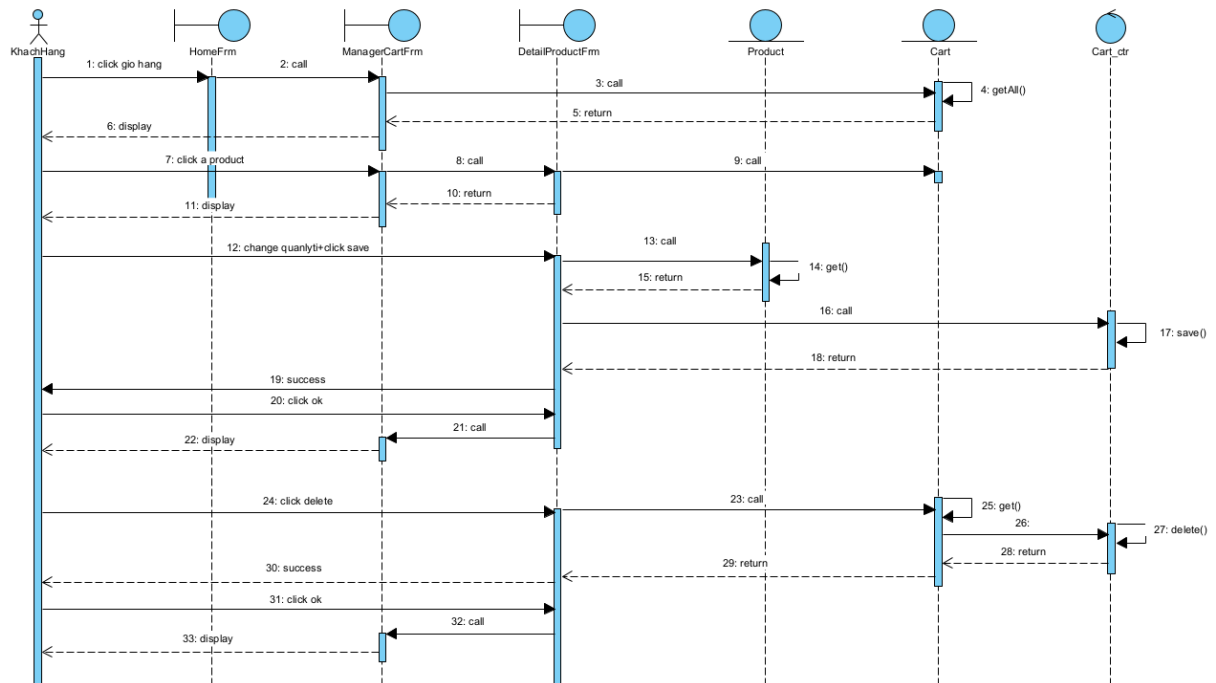 KhachHang
HomeFrm
ManagerCartFrm
DetailProductFrm
Product
Cart
Cart_ctr
1: click gio hang
2: call
3: call
4: getAll()
5: return
6: display
7: click a product
8: call
9: call
10: return
11: display
12: change quanlyti+click save
13: call
14: get()
15: return
16: call
17: save()
18: return
19: success
20: click ok
21: call
22: display
24: click delete
23: call
25: get()
26:
27: delete()
28: return
29: return
30: success
31: click ok
32: call
33: display